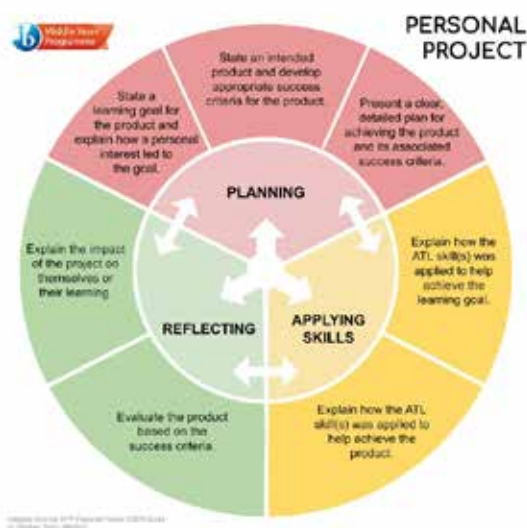 Middle Years
Programme
PERSONAL
PROJECT
State a
learning goal for
the product and
explain how a personal
interest led to
the goal.
State an intended
product and develop
appropriate success
criteria for the product.
Present a clear,
detailed plan for
achieving the product
and its associated
success criteria.
PLANNING
Explain the impact
of the project on
themselves or
their learning
Explain how the
ATL skill(s) was
applied to help
achieve the
learning goal.
REFLECTING
APPLYING
SKILLS
Evaluate the product
based on the
success criteria.
Explain how the ATL
skill(s) was applied to
help achieve the
product.